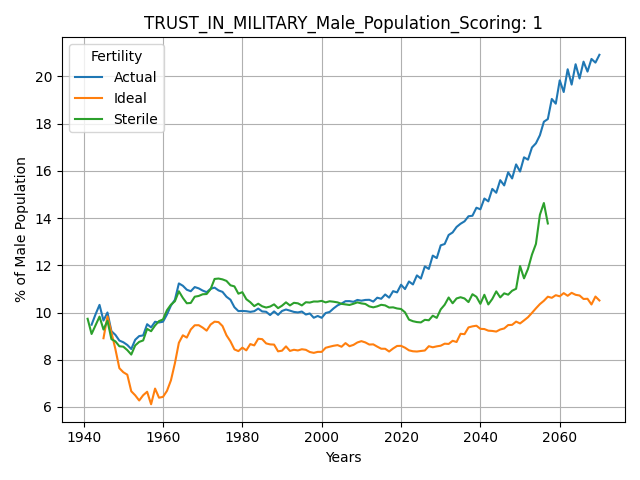 TRUST_IN_MILITARY_Male_Population_Scoring: 1
Fertility
Actual
Ideal
Sterile
% of Male Population
20
18
16
14
12
10
8
6
1940 1960 1980 2000 2020 2040 2060
Years